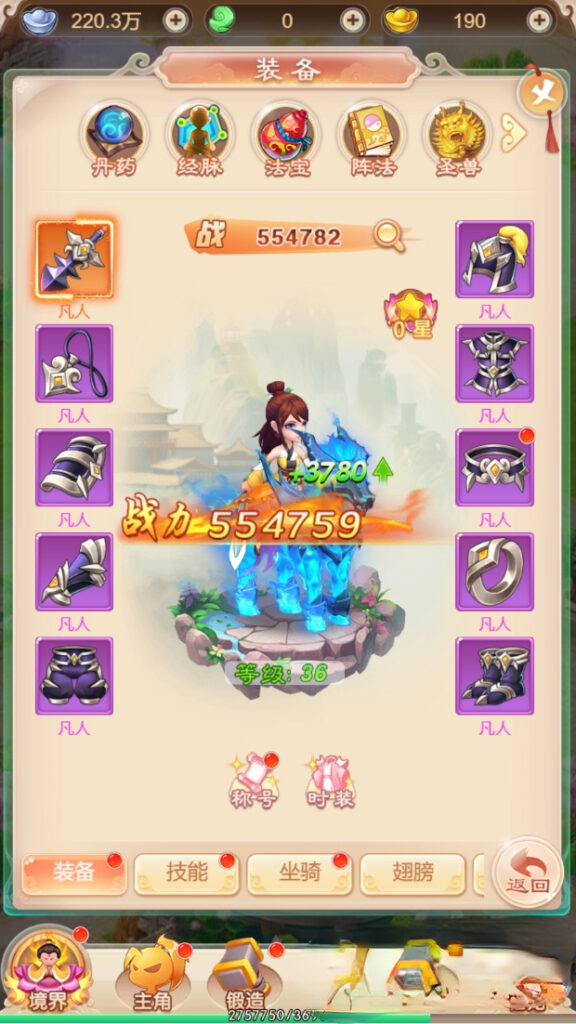 220.3万
0
190
装备
丹药 经脉 法宝 阵法 圣兽
战 554782
0星
凡人 凡人
凡人 凡人
+3780
凡人 凡人
战力 554759
凡人 凡人
等级: 36
凡人 凡人
称号 时装
装备 技能 坐骑 翅膀
返回
境界 主角 锻造